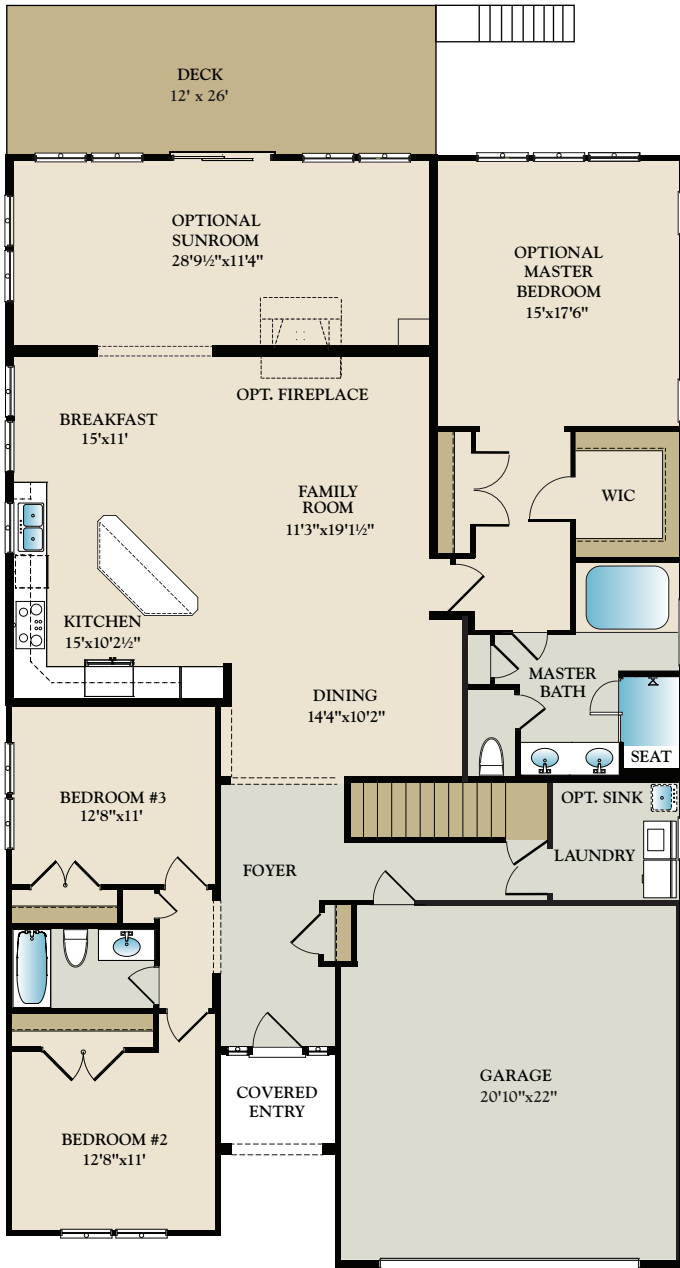 DECK
12' x 26'
OPTIONAL
SUNROOM
28'9½"x11'4"
OPTIONAL
MASTER
BEDROOM
15'x17'6"
OPT. FIREPLACE
BREAKFAST
15'x11'
FAMILY
ROOM
11'3"x19'1½"
WIC
KITCHEN
15'x10'2½"
MASTER
BATH
DINING
14'4"x10'2"
SEAT
BEDROOM #3
12'8"x11'
OPT. SINK
LAUNDRY
FOYER
GARAGE
20'10"x22"
COVERED
ENTRY
BEDROOM #2
12'8"x11'